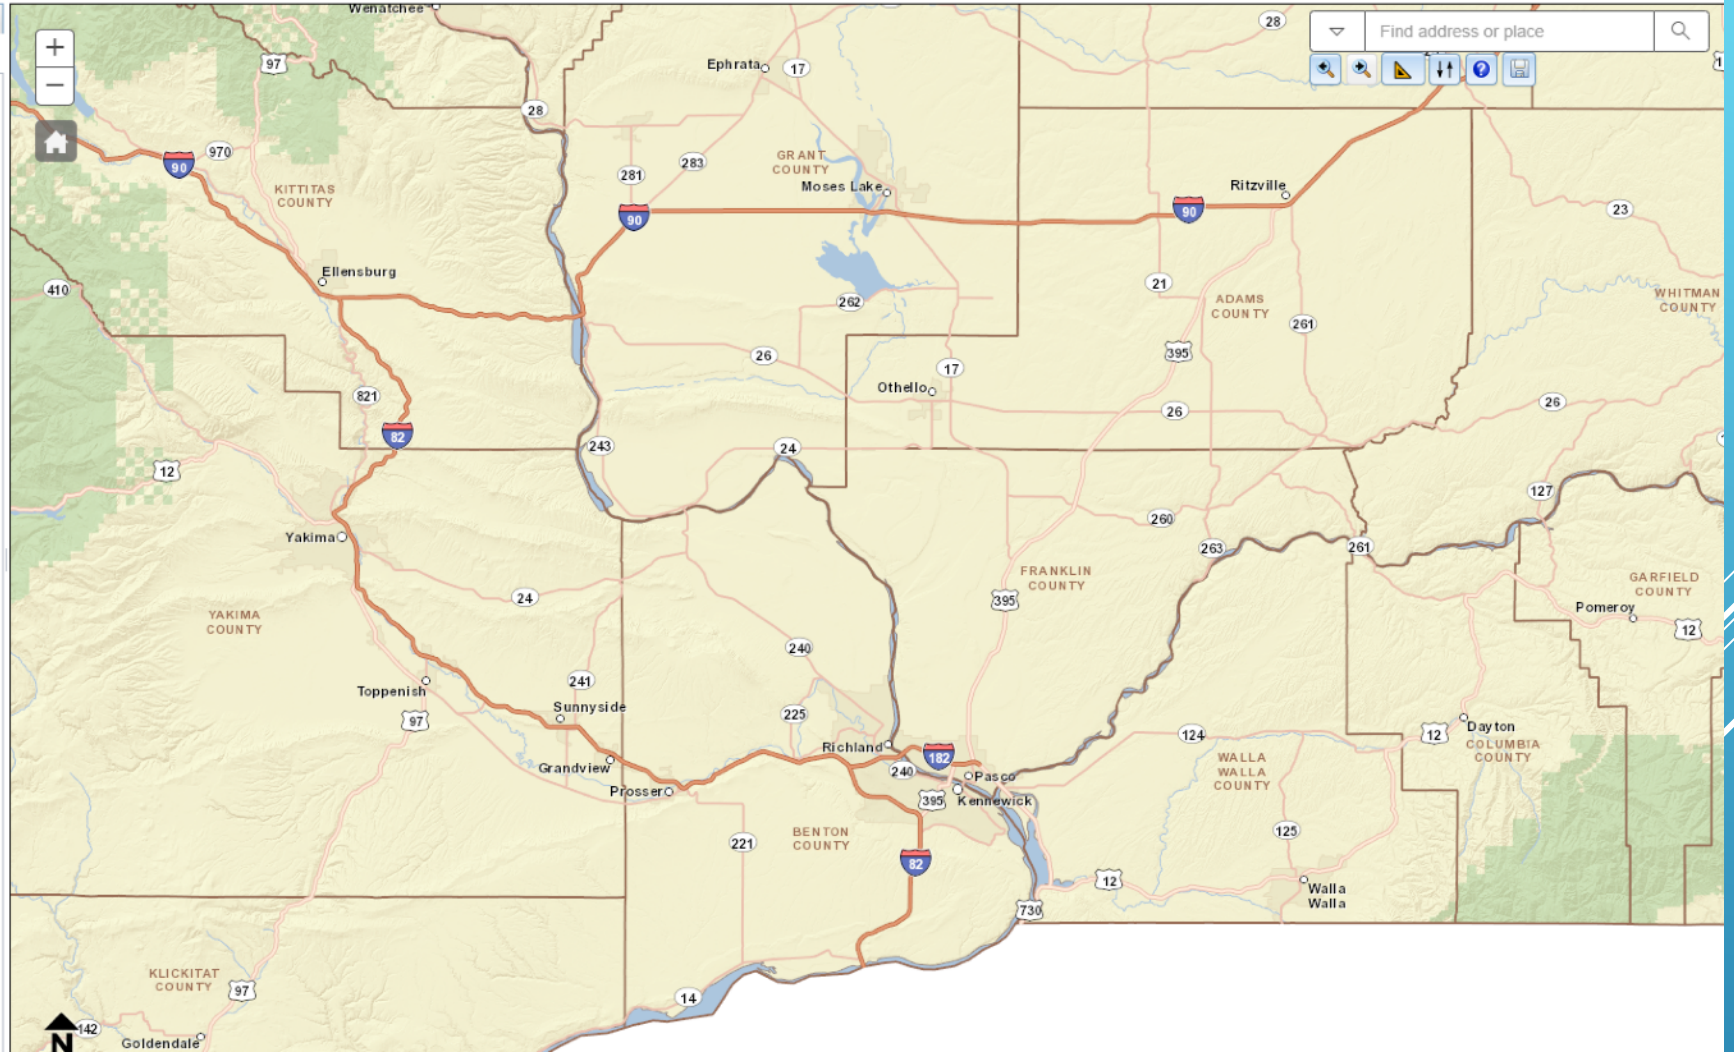 Wenatchee
28
Find address or place
+
97
Ephrata
17
−
28
970
90
281
283
GRANT
COUNTY
Moses Lake
Ritzville
KITTITAS
COUNTY
90
90
23
Ellensburg
410
262
21
ADAMS
COUNTY
WHITMAN
COUNTY
261
26
395
17
Othello
821
26
26
82
243
24
12
127
260
Yakima
263
261
FRANKLIN
COUNTY
GARFIELD
COUNTY
24
395
Pomeroy
12
YAKIMA
COUNTY
240
241
Toppenish
97
Sunnyside
225
Dayton
12
124
COLUMBIA
COUNTY
Richland
182
240
Grandview
Pasco
WALLA
WALLA
COUNTY
Prosser
395
Kennewick
221
BENTON
COUNTY
125
82
12
Walla
Walla
730
KLICKITAT
COUNTY
97
14
142
N
Goldendale